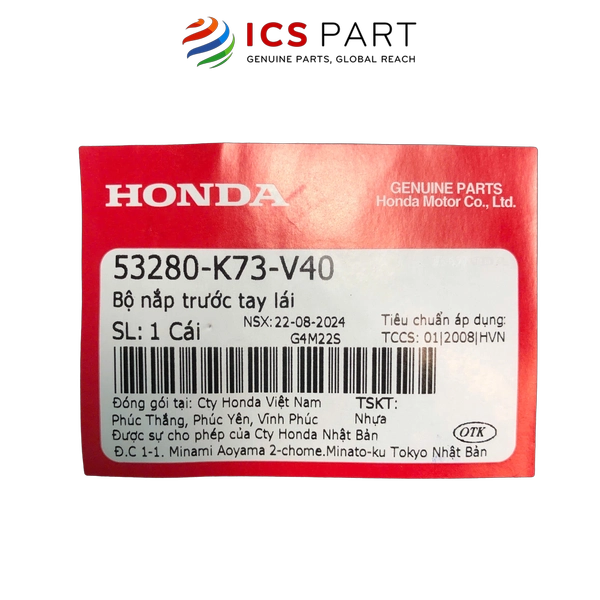 ICS PART
GENUINE PARTS, GLOBAL REACH
HONDA
GENUINE PARTS
Honda Motor Co., Ltd.
53280-K73-V40
Bộ nắp trước tay lái
SL: 1 Cái
NSX: 22-08-2024
G4M22S
Tiêu chuẩn áp dụng:
TCCS: 01|2008|HVN
Đóng gói tại: Cty Honda Việt Nam
TSKT:
Phúc Thắng, Phúc Yên, Vĩnh Phúc
Nhựa
Được sự cho phép của Cty Honda Nhật Bản
OTK
Đ.C 1-1. Minami Aoyama 2-chome.Minato-ku Tokyo Nhật Bản